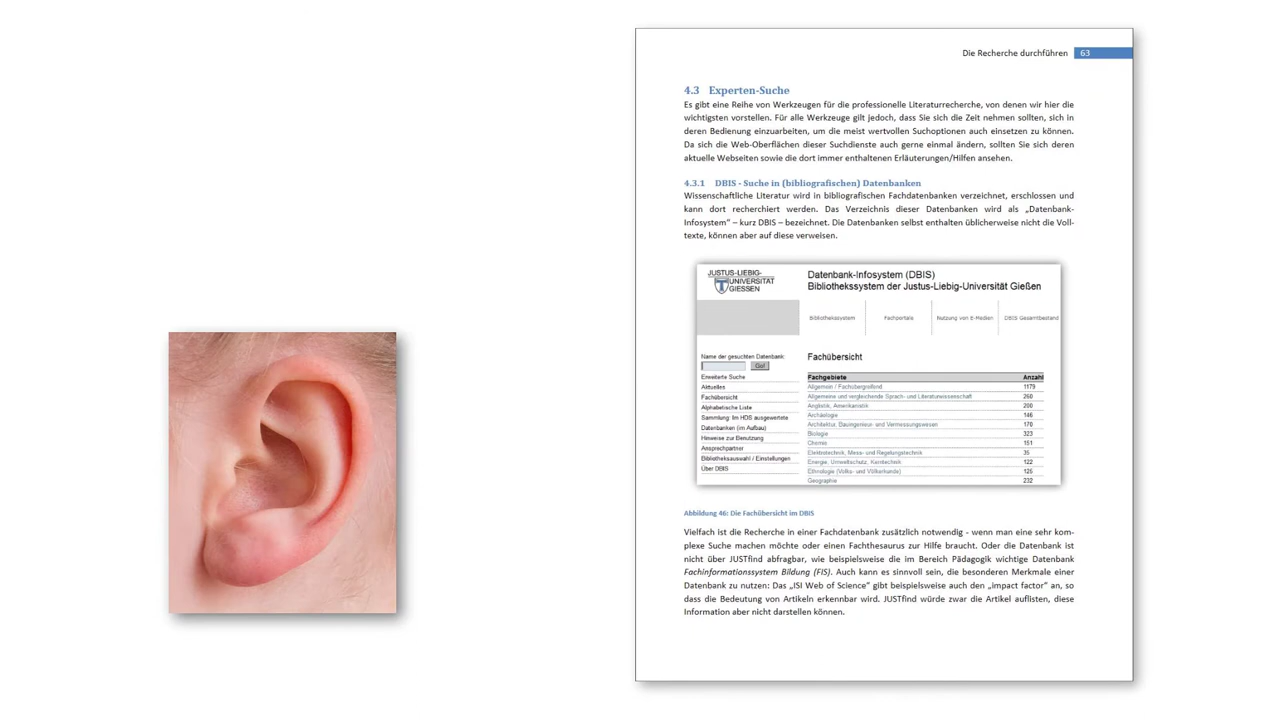 Die Recherche durchführen 63
4.3 Experten-Suche
Es gibt eine Reihe von Werkzeugen für die professionelle Literaturrecherche, von denen wir hier die
wichtigsten vorstellen. Für alle Werkzeuge gilt jedoch, dass Sie sich die Zeit nehmen sollten, sich in
deren Bedienung einzuarbeiten, um die meist wertvollen Suchoptionen auch einsetzen zu können.
Da sich die Web-Oberflächen dieser Suchdienste auch gerne einmal ändern, sollten Sie sich deren
aktuelle Webseiten sowie die dort immer enthaltenen Erläuterungen/Hilfen ansehen.
4.3.1 DBIS - Suche in (bibliografischen) Datenbanken
Wissenschaftliche Literatur wird in bibliografischen Fachdatenbanken verzeichnet, erschlossen und
kann dort recherchiert werden. Das Verzeichnis dieser Datenbanken wird als „Datenbank-
Infosystem“ – kurz DBIS – bezeichnet. Die Datenbanken selbst enthalten üblicherweise nicht die Voll-
texte, können aber auf diese verweisen.
JUSTUS-LIEBIG-
UNIVERSITÄT
GIESSEN
Datenbank-Infosystem (DBIS)
Bibliothekssystem der Justus-Liebig-Universität Gießen
Bibliothekssystem Fachportale Nutzung von E-Medien DBIS Gesamtbestand
Name der gesuchten Datenbank:
Go!
Erweiterte Suche
Aktuelles
Fachübersicht
Alphabetische Liste
Sammlung: Im HDS ausgewertete
Datenbanken (im Aufbau)
Hinweise zur Benutzung
Ansprechpartner
Bibliotheksauswahl / Einstellungen
Über DBIS
Fachübersicht
Fachgebiete Anzahl
Allgemein / Fachübergreifend 1179
Allgemeine und vergleichende Sprach- und Literaturwissenschaft 260
Anglistik, Amerikanistik 200
Archäologie 146
Architektur, Bauingenieur- und Vermessungswesen 170
Biologie 323
Chemie 151
Elektrotechnik, Mess- und Regelungstechnik 35
Energie, Umweltschutz, Kerntechnik 122
Ethnologie (Volks- und Völkerkunde) 126
Geographie 232
Abbildung 46: Die Fachübersicht im DBIS
Vielfach ist die Recherche in einer Fachdatenbank zusätzlich notwendig - wenn man eine sehr kom-
plexe Suche machen möchte oder einen Fachthesaurus zur Hilfe braucht. Oder die Datenbank ist
nicht über JUSTfind abfragbar, wie beispielsweise die im Bereich Pädagogik wichtige Datenbank
Fachinformationssystem Bildung (FIS). Auch kann es sinnvoll sein, die besonderen Merkmale einer
Datenbank zu nutzen: Das „ISI Web of Science“ gibt beispielsweise auch den „impact factor“ an, so
dass die Bedeutung von Artikeln erkennbar wird. JUSTfind würde zwar die Artikel auflisten, diese
Information aber nicht darstellen können.